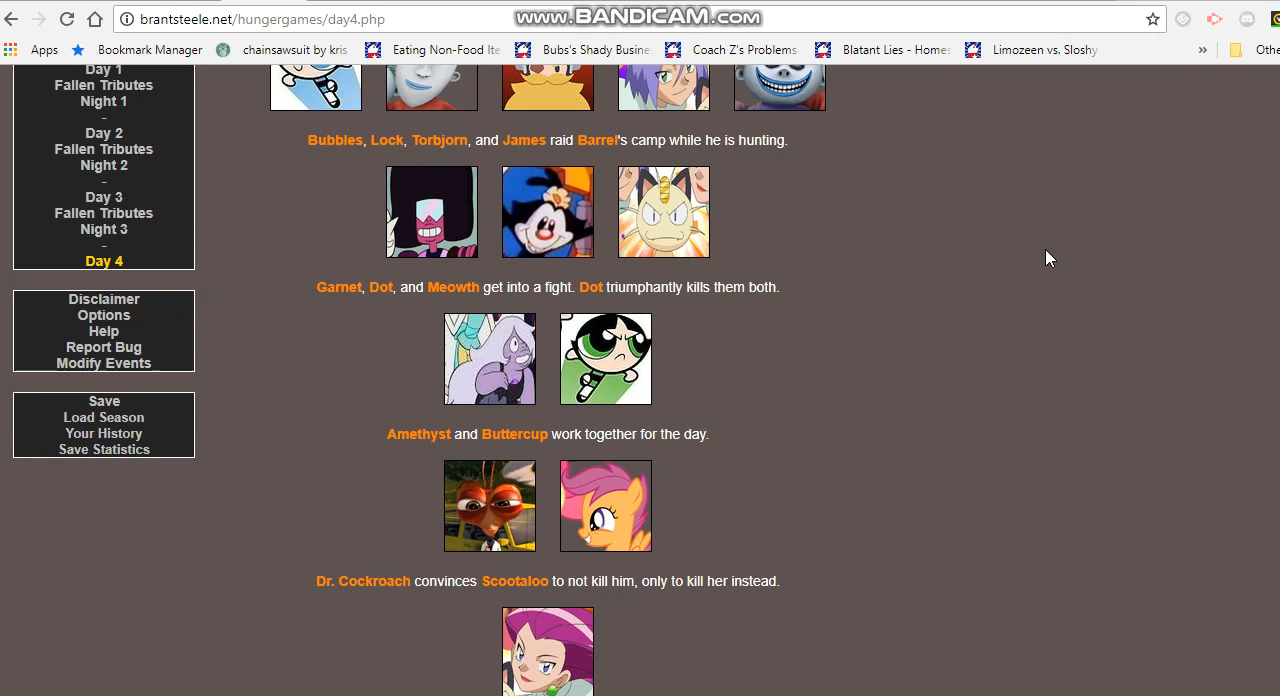 www.BANDICAM.com
brantsteele.net/hungergames/day4.php
Apps
Bookmark Manager
chainsawsuit by kris
Eating Non-Food Ite
Bubs's Shady Busine
Coach Z's Problems
Blatant Lies - Homes
Limozeen vs. Sloshy
»
Othe
Day 1
Fallen Tributes
Night 1
-
Day 2
Fallen Tributes
Night 2
-
Day 3
Fallen Tributes
Night 3
-
Day 4
Disclaimer
Options
Help
Report Bug
Modify Events
Save
Load Season
Your History
Save Statistics
Bubbles, Lock, Torbjorn, and James raid Barrel's camp while he is hunting.
Garnet, Dot, and Meowth get into a fight. Dot triumphantly kills them both.
Amethyst and Buttercup work together for the day.
Dr. Cockroach convinces Scootaloo to not kill him, only to kill her instead.